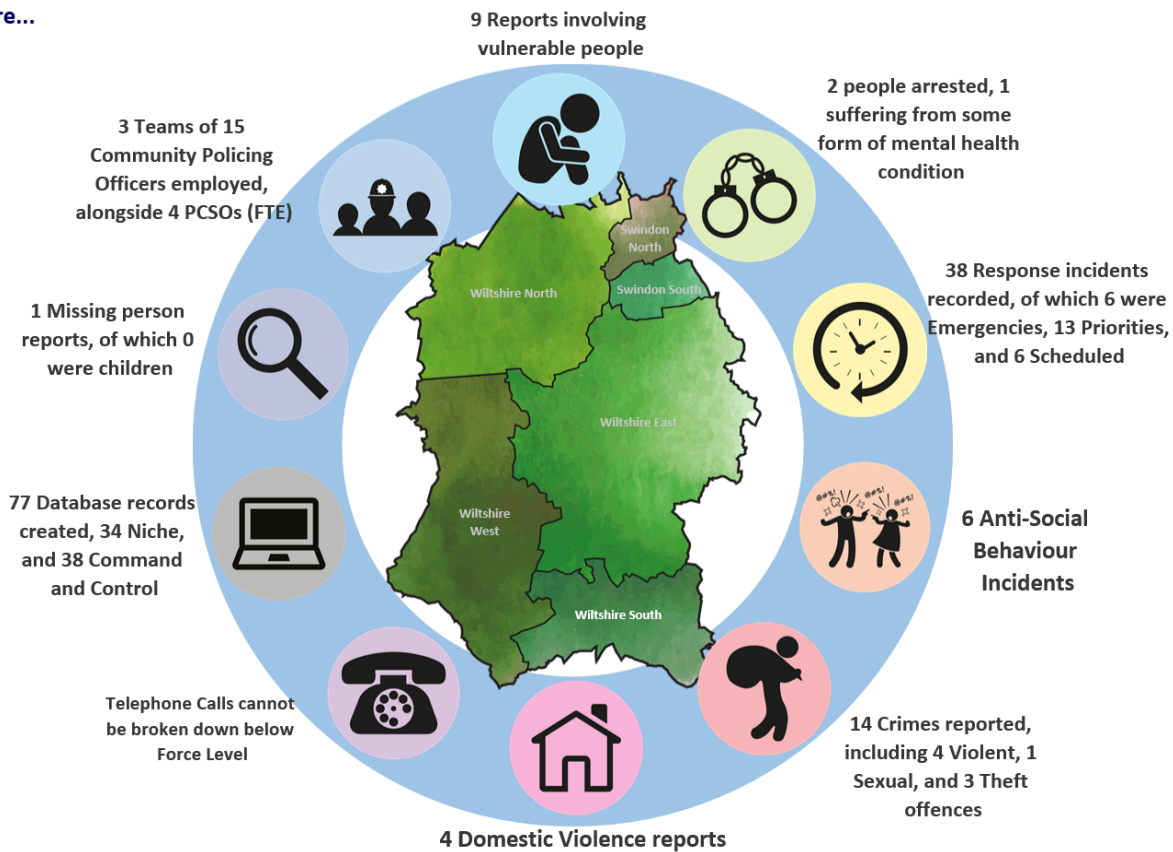 re...
9 Reports involving
vulnerable people
2 people arrested, 1
suffering from some
form of mental health
condition
3 Teams of 15
Community Policing
Officers employed,
alongside 4 PCSOs (FTE)
38 Response incidents
recorded, of which 6 were
Emergencies, 13 Priorities,
and 6 Scheduled
1 Missing person
reports, of which 0
were children
Swindon
North
Wiltshire North
Swindon South
Wiltshire East
Wiltshire
West
Wiltshire South
@#%!
@#%!
@#%!
77 Database records
created, 34 Niche,
and 38 Command
and Control
6 Anti-Social
Behaviour
Incidents
Telephone Calls cannot
be broken down below
Force Level
14 Crimes reported,
including 4 Violent, 1
Sexual, and 3 Theft
offences
4 Domestic Violence reports